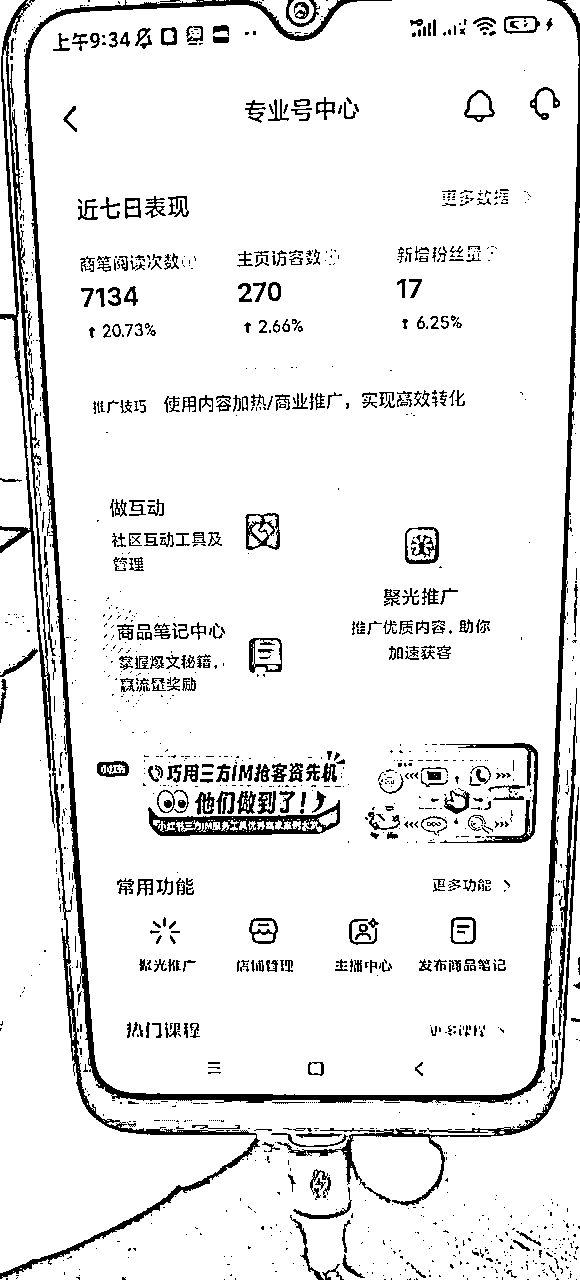 上午9:34
专业号中心
近七日表现
更多数据
商笔阅读次数
主页访客数
新增粉丝量
7134
270
17
20.73%
2.66%
6.25%
推广技巧 使用内容加热/商业推广，实现高效转化
做互动
社区互动工具及
管理
聚光推广
推广优质内容，助你
加速获客
商品笔记中心
掌握爆文秘籍，
赢流量奖励
小红书
巧用三方IM抢客资先机
他们做到了！
常用功能
更多功能
聚光推广
店铺管理
主播中心
发布商品笔记
热门课程
更多课程